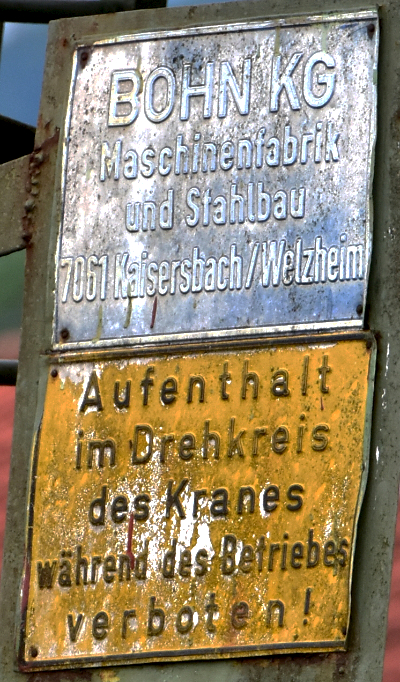 BOHN KG
Maschinenfabrik
und Stahlbau
7061 Kaisersbach/Welzheim
Aufenthalt
im Drehkreis
des Kranes
während des Betriebes
verboten!